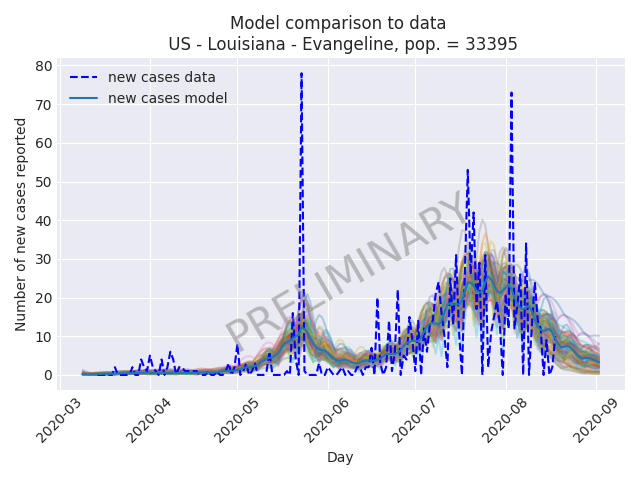 Model comparison to data
US - Louisiana - Evangeline, pop. = 33395
new cases data
new cases model
Number of new cases reported
80
70
60
50
40
30
20
10
0
PRELIMINARY
2020-03
2020-04
2020-05
2020-06
2020-07
2020-08
2020-09
Day